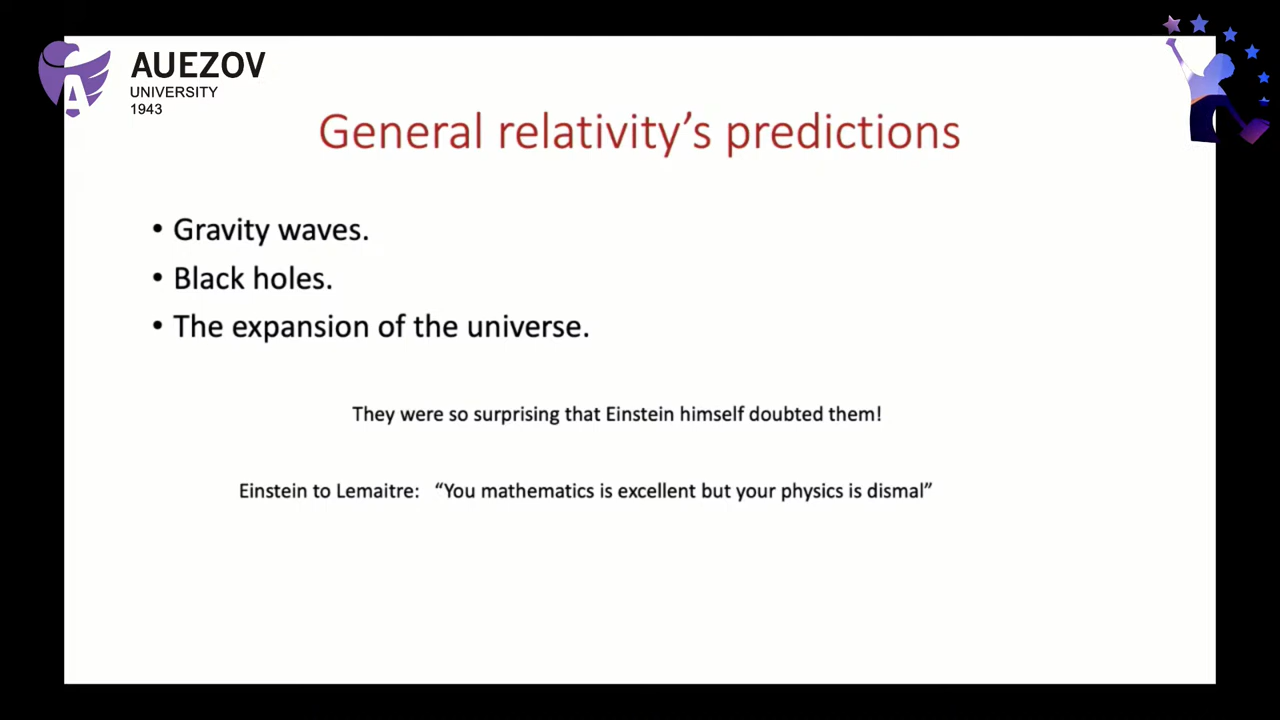 AUEZOV
UNIVERSITY
1943
General relativity’s predictions
• Gravity waves.
• Black holes.
• The expansion of the universe.
They were so surprising that Einstein himself doubted them!
Einstein to Lemaitre: “You mathematics is excellent but your physics is dismal”